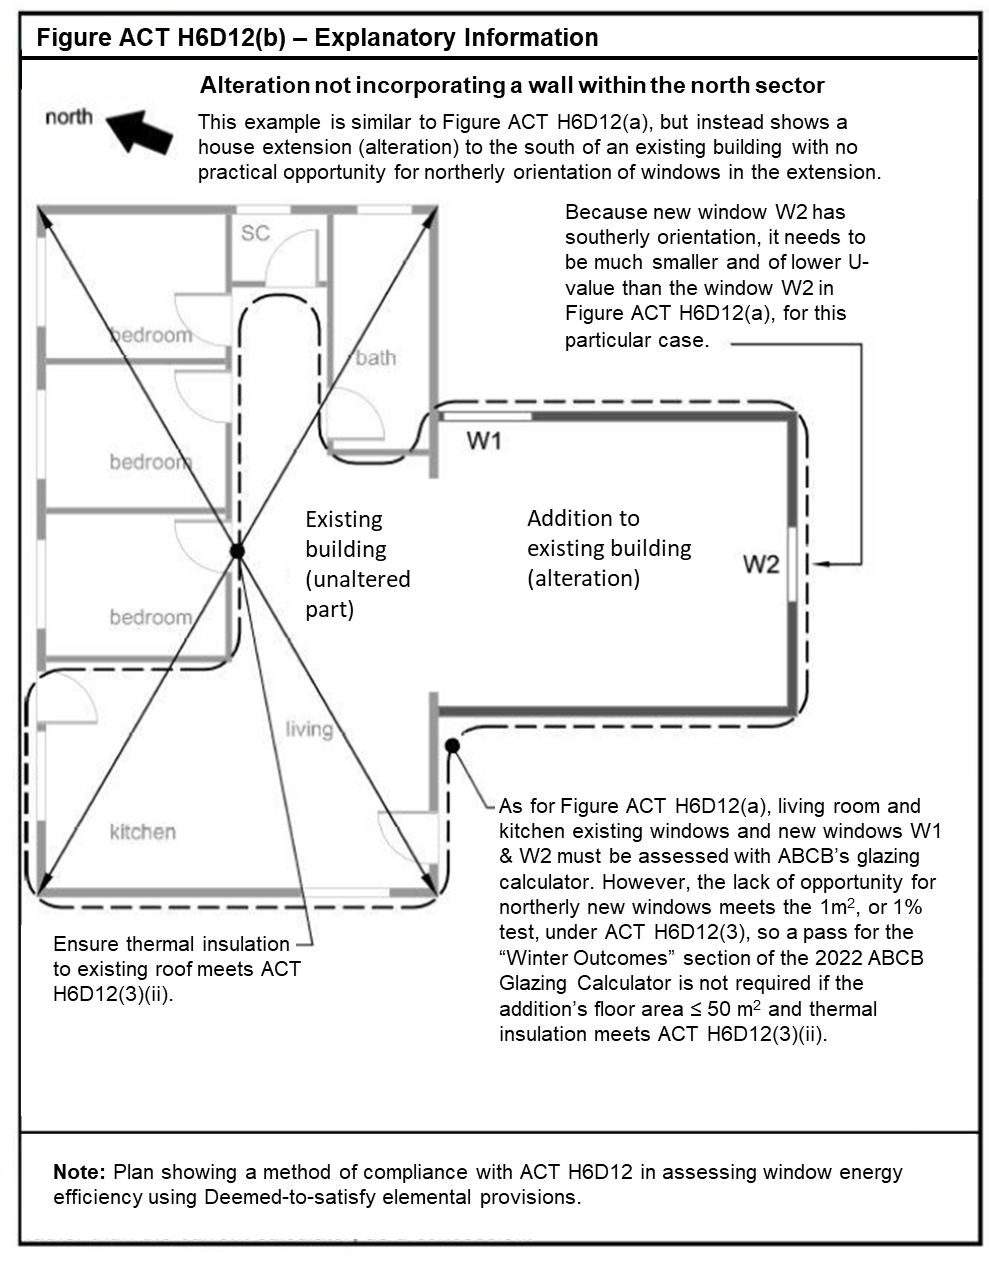 Figure ACT H6D12(b) – Explanatory Information
Alteration not incorporating a wall within the north sector
north
This example is similar to Figure ACT H6D12(a), but instead shows a
house extension (alteration) to the south of an existing building with no
practical opportunity for northerly orientation of windows in the extension.
Because new window W2 has
southerly orientation, it needs to
be much smaller and of lower U-
value than the window W2 in
Figure ACT H6D12(a), for this
particular case.
SC
bedroom
bath
W1
bedroom
Existing
building
(unaltered
part)
Addition to
existing building
(alteration)
W2
bedroom
living
kitchen
As for Figure ACT H6D12(a), living room and
kitchen existing windows and new windows W1
& W2 must be assessed with ABCB's glazing
calculator. However, the lack of opportunity for
northerly new windows meets the 1m², or 1%
test, under ACT H6D12(3), so a pass for the
“Winter Outcomes” section of the 2022 ABCB
Glazing Calculator is not required if the
addition's floor area ≤ 50 m² and thermal
insulation meets ACT H6D12(3)(ii).
Ensure thermal insulation
to existing roof meets ACT
H6D12(3)(ii).
Note: Plan showing a method of compliance with ACT H6D12 in assessing window energy
efficiency using Deemed-to-satisfy elemental provisions.